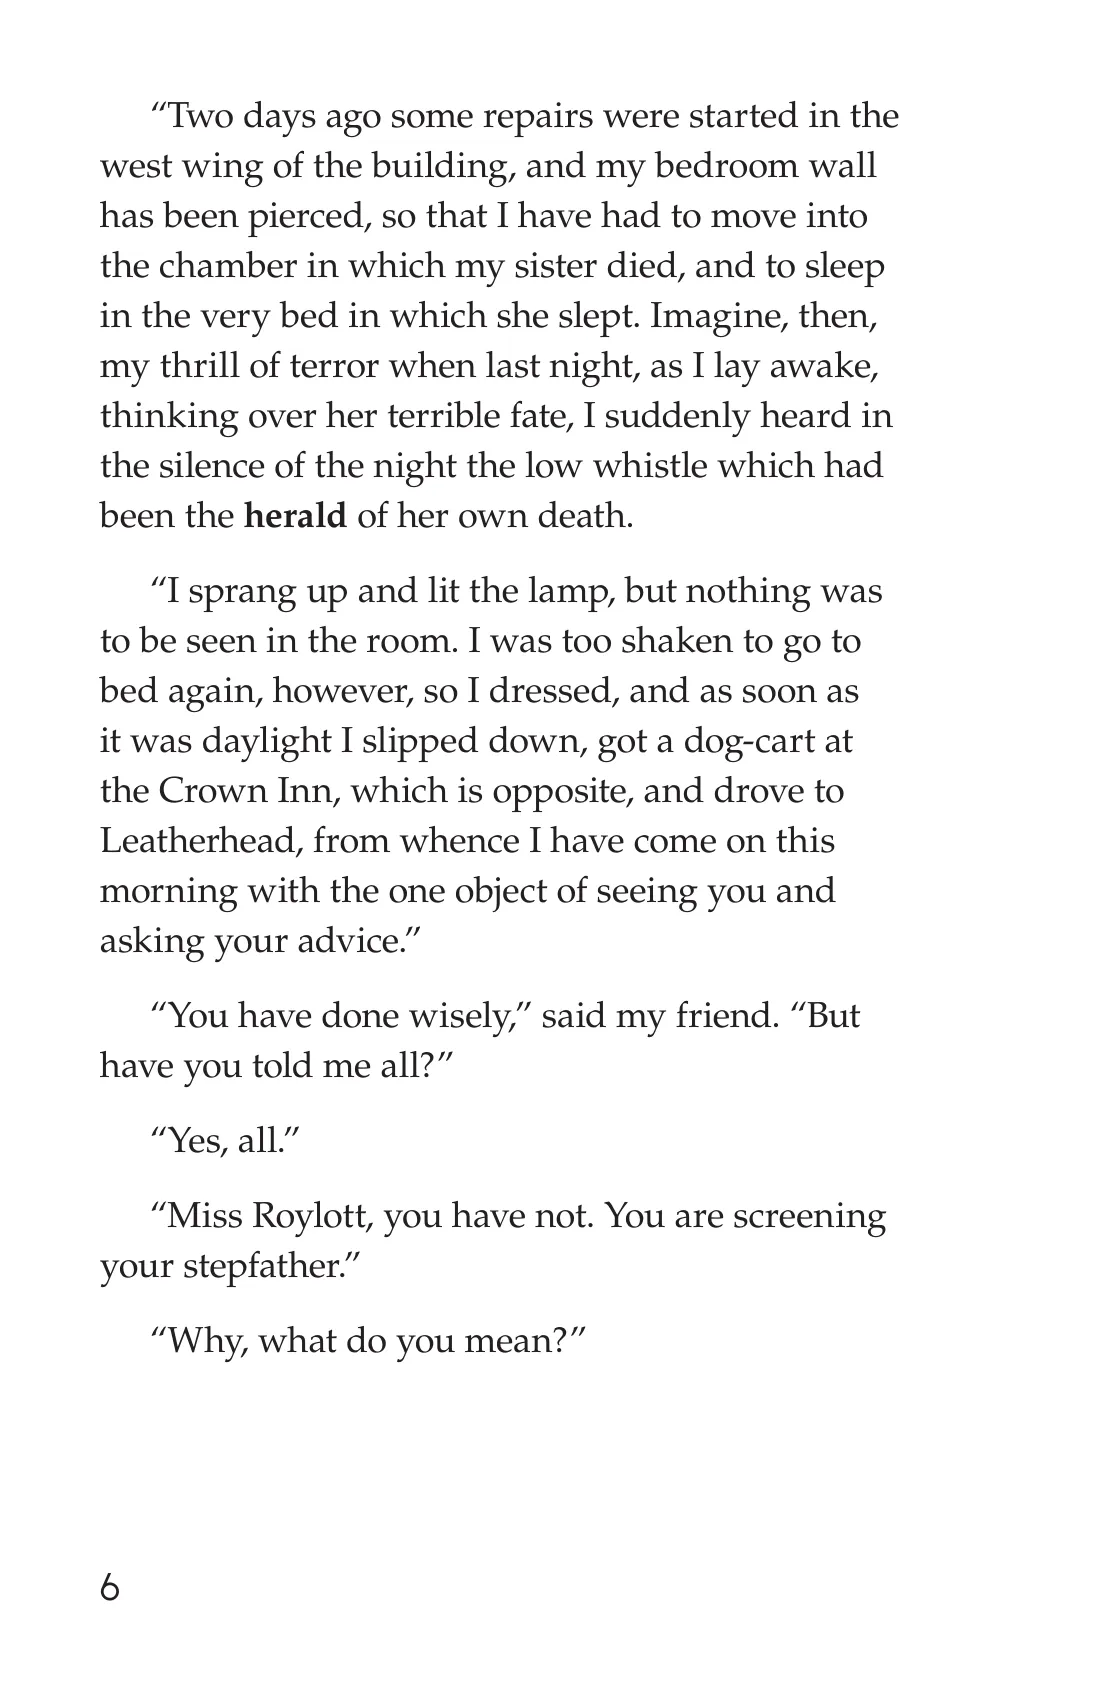 “Two days ago some repairs were started in the
west wing of the building, and my bedroom wall
has been pierced, so that I have had to move into
the chamber in which my sister died, and to sleep
in the very bed in which she slept. Imagine, then,
my thrill of terror when last night, as I lay awake,
thinking over her terrible fate, I suddenly heard in
the silence of the night the low whistle which had
been the herald of her own death.
“I sprang up and lit the lamp, but nothing was
to be seen in the room. I was too shaken to go to
bed again, however, so I dressed, and as soon as
it was daylight I slipped down, got a dog-cart at
the Crown Inn, which is opposite, and drove to
Leatherhead, from whence I have come on this
morning with the one object of seeing you and
asking your advice.”
“You have done wisely,” said my friend. “But
have you told me all?”
“Yes, all.”
“Miss Roylott, you have not. You are screening
your stepfather.”
“Why, what do you mean?”
6